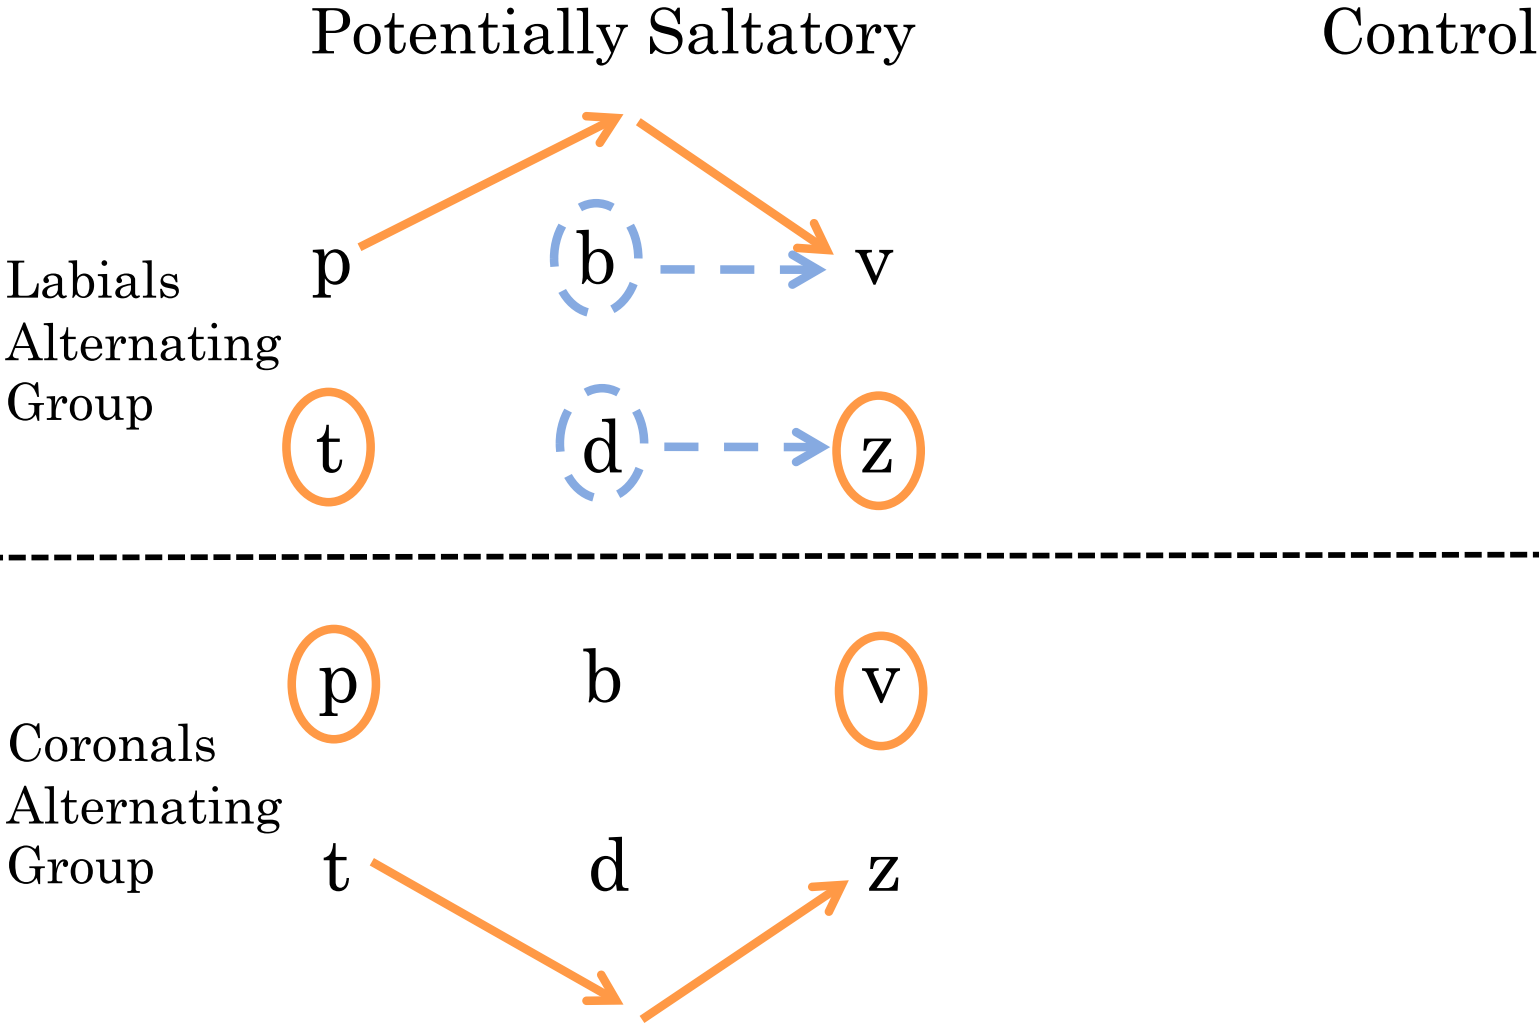 Potentially Saltatory Control
p b v
Labials
Alternating
Group
t d z
p b v
Coronals
Alternating
Group
t d z